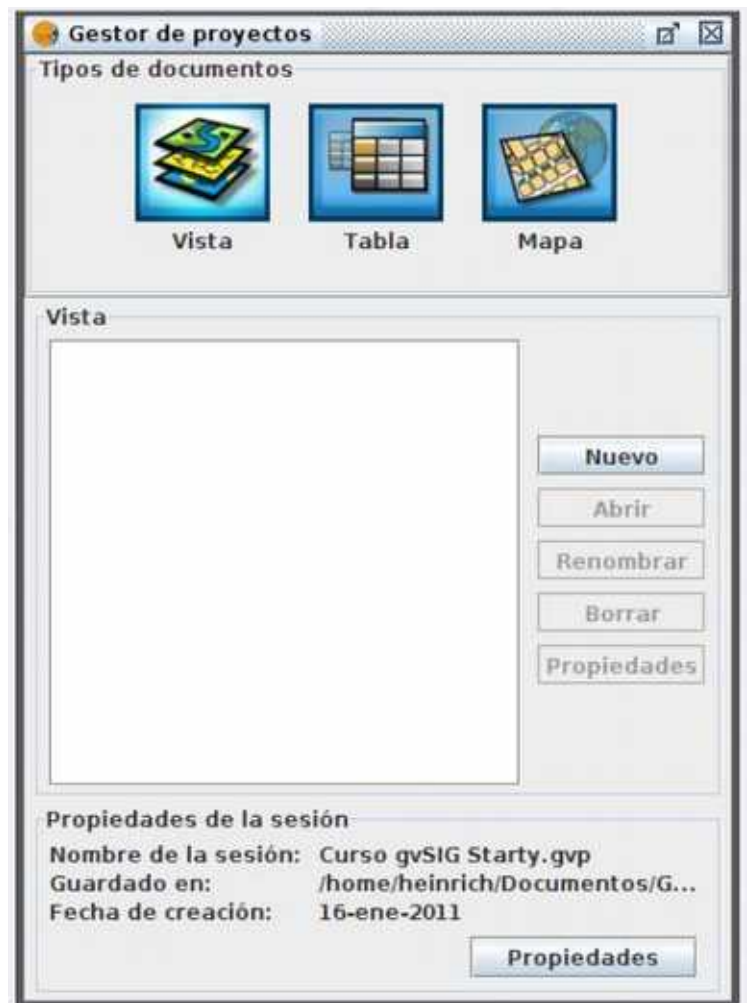 Gestor de proyectos
Tipos de documentos
Vista Tabla Mapa
Vista
Nuevo
Abrir
Renombrar
Borrar
Propiedades
Propiedades de la sesión
Nombre de la sesión: Curso gvSIG Starty.gvp
Guardado en: /home/heinrich/Documentos/G...
Fecha de creación: 16-ene-2011
Propiedades